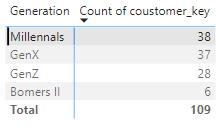 Generation Count of coustomer_key
Millennals 38
GenX 37
GenZ 28
Bomers II 6
Total 109